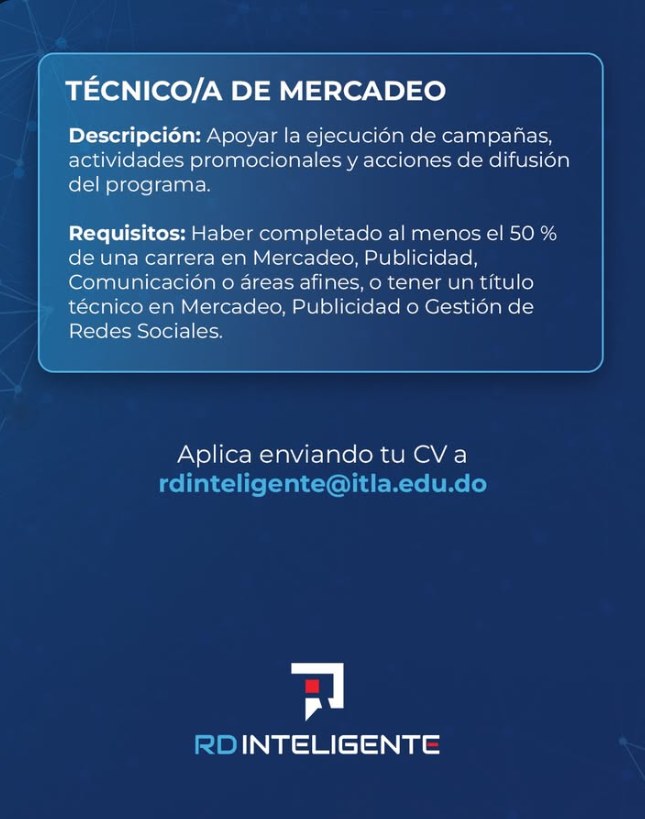 TÉCNICO/A DE MERCADEO
Descripción: Apoyar la ejecución de campañas,
actividades promocionales y acciones de difusión
del programa.
Requisitos: Haber completado al menos el 50 %
de una carrera en Mercadeo, Publicidad,
Comunicación o áreas afines, o tener un título
técnico en Mercadeo, Publicidad o Gestión de
Redes Sociales.
Aplica enviando tu CV a
rdinteligente@itla.edu.do
RD INTELIGENTE